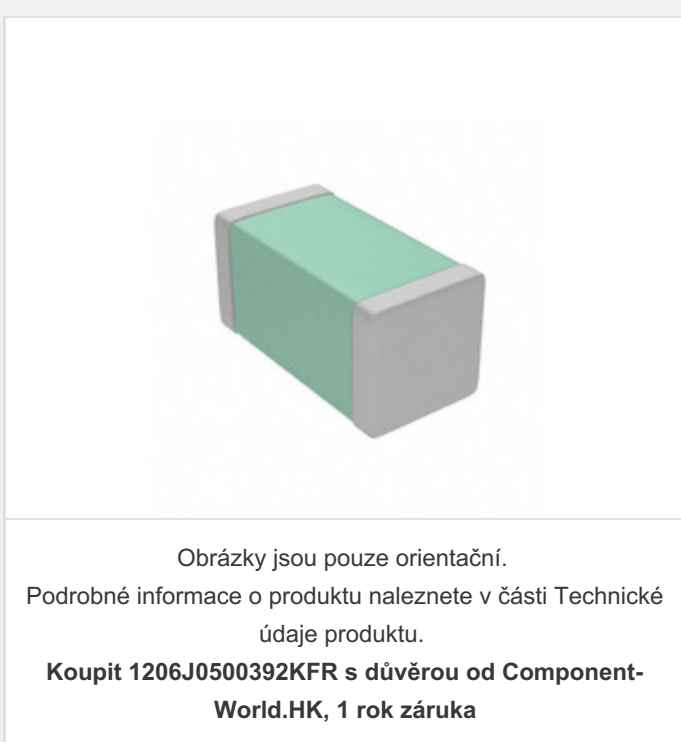 Obrázky jsou pouze orientační.
Podrobné informace o produktu naleznete v části Technické
údaje produktu.
Koupit 1206J0500392KFR s důvěrou od Component-
World.HK, 1 rok záruka